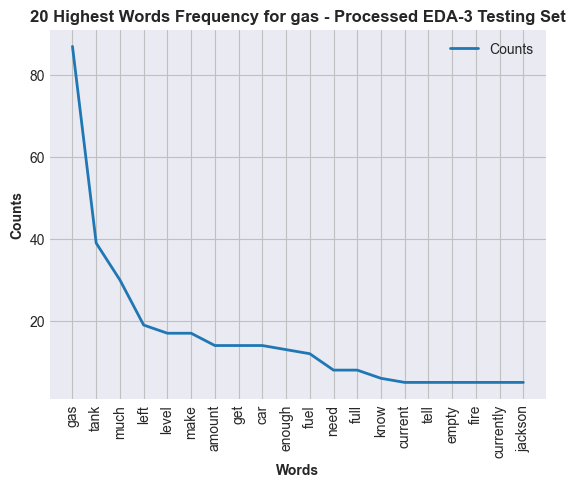 20 Highest Words Frequency for gas - Processed EDA-3 Testing Set
Counts
80
60
40
20
Counts
gas
tank
much
left
level
make
amount
get
car
enough
fuel
need
full
know
current
tell
empty
fire
currently
jackson
Words